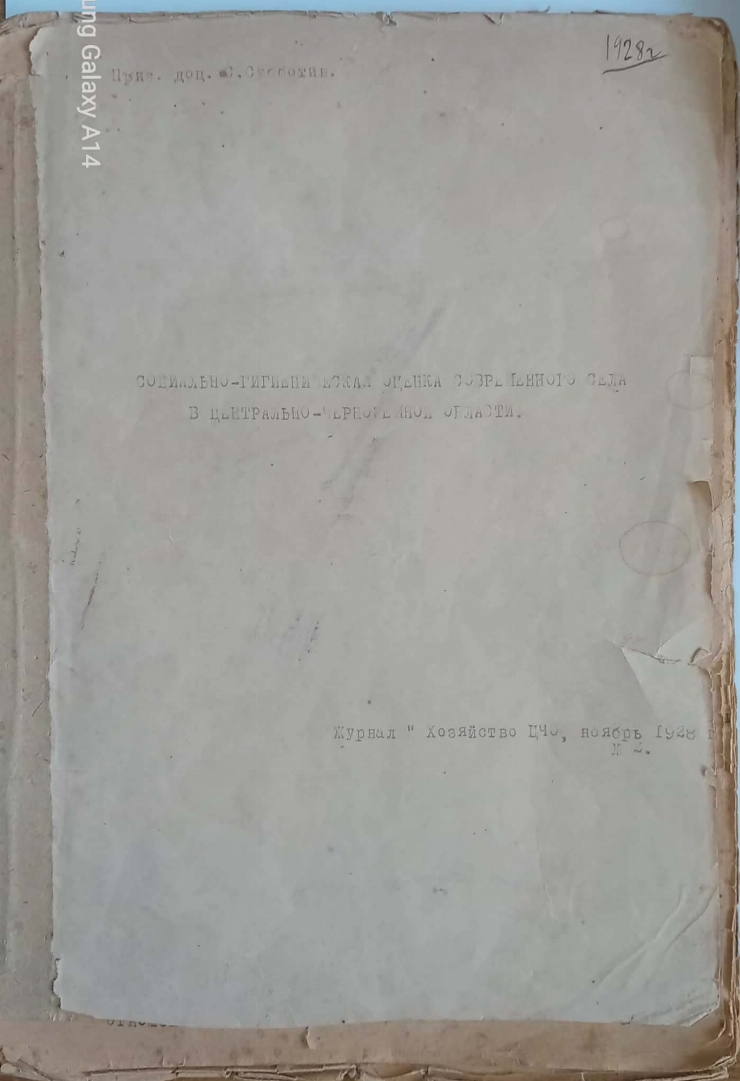 1928г
Прив. доц. С.
СОЦИАЛЬНО-ГИГИЕНИЧЕСКАЯ ОЦЕНКА СОВРЕМЕННОГО СЕЛА
В ЦЕНТРАЛЬНО-ЧЕРНОЗЕМНОЙ ОБЛАСТИ.
Журнал " Хозяйство ЦЧО, ноябрь 1928 г
№ 2.
ung Galaxy A14